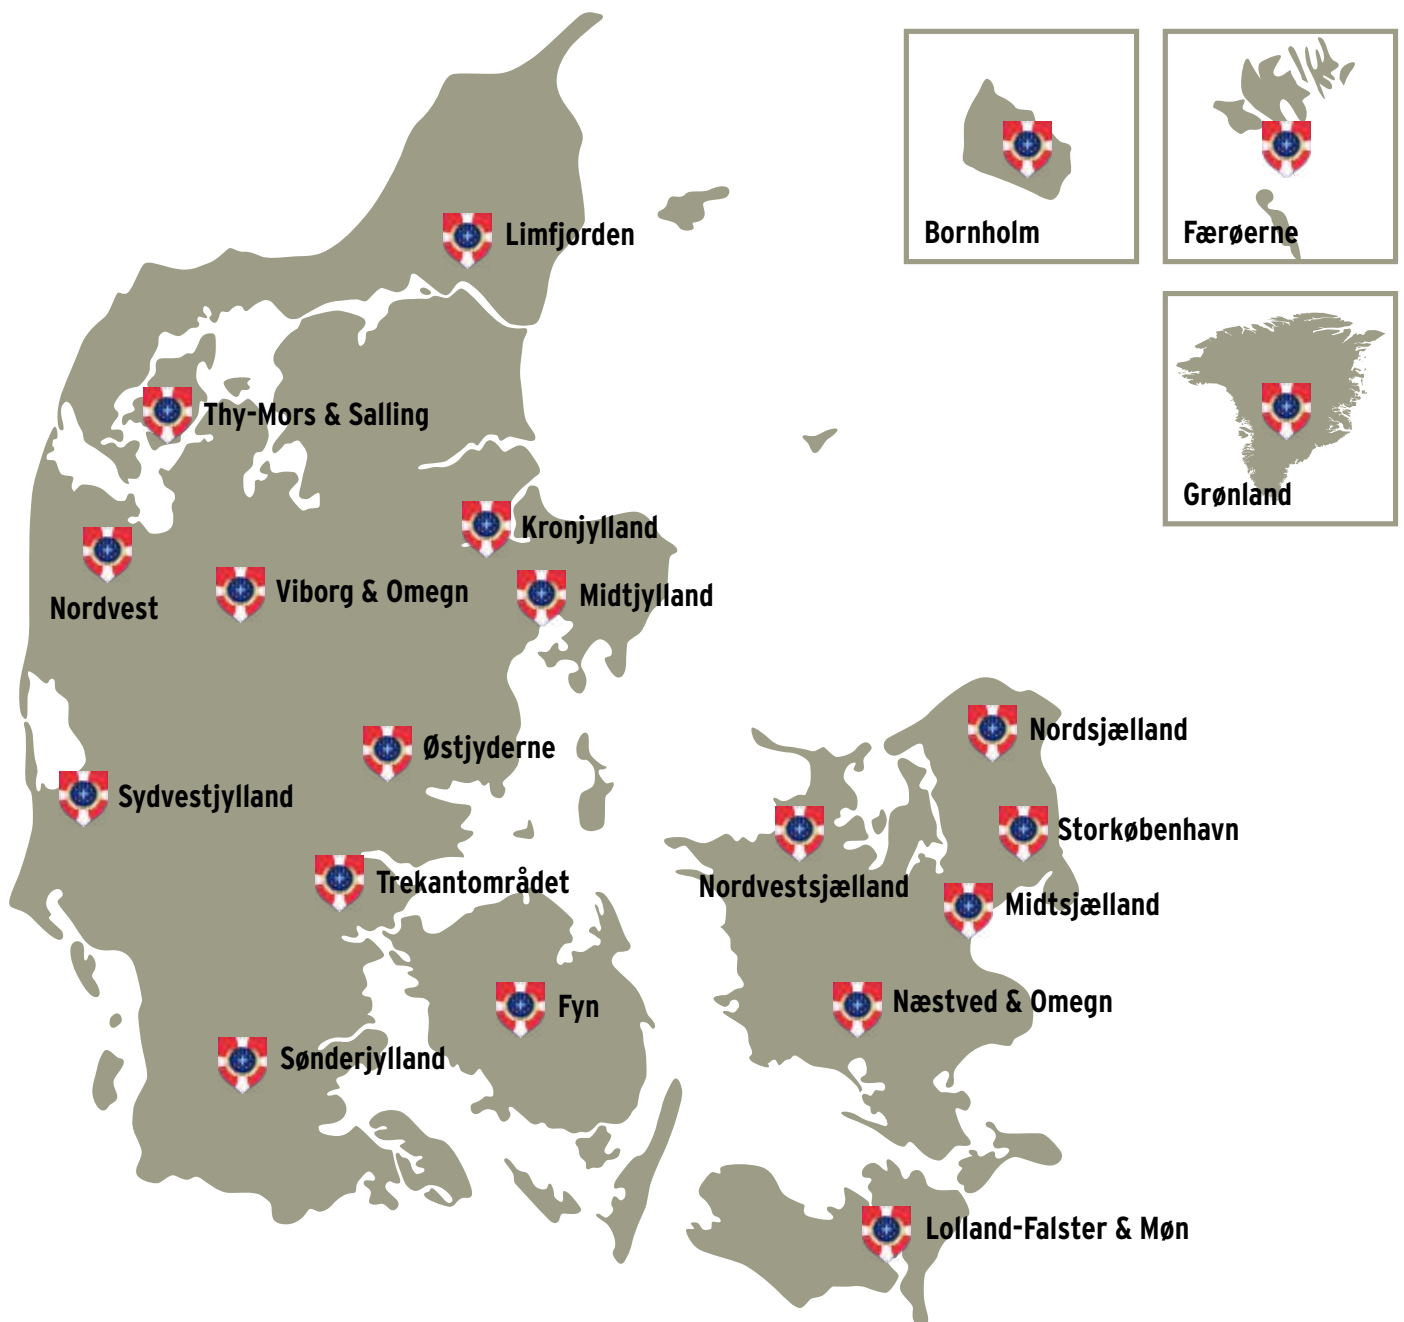 Limfjorden
Bornholm
Færøerne
Thy-Mors & Salling
Grønland
Kronjylland
Nordvest
Viborg & Omegn
Midtjylland
Østjyderne
Nordsjælland
Sydvestjylland
Storkøbenhavn
Trekantområdet
Nordvestsjælland
Midtsjælland
Fyn
Næstved & Omegn
Sønderjylland
Lolland-Falster & Møn